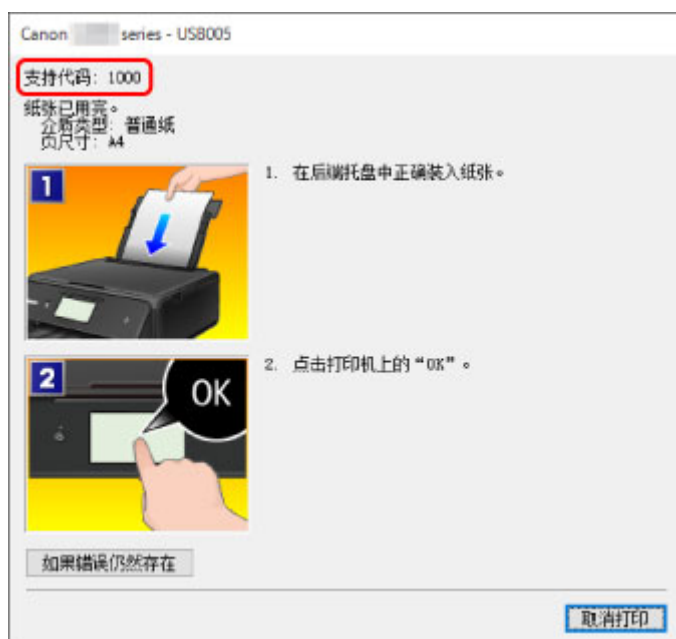 Canon series - USB005
支持代码: 1000
纸张已用完。
介质类型: 普通纸
页尺寸: A4
1
1. 在后端托盘中正确装入纸张。
2
OK
2. 点击打印机上的“OK”。
如果错误仍然存在
取消打印